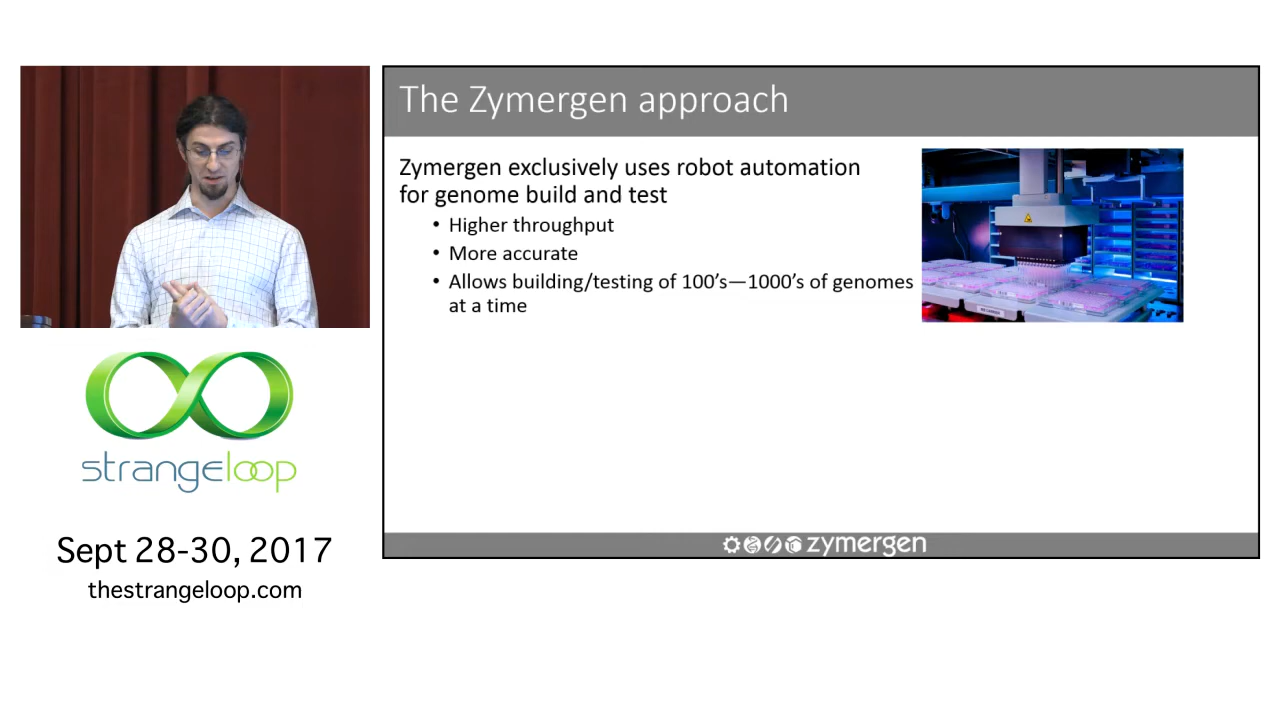 The Zymergen approach
Zymergen exclusively uses robot automation
for genome build and test
• Higher throughput
• More accurate
• Allows building/testing of 100’s—1000’s of genomes
at a time
zymergen
strangeloop
Sept 28-30, 2017
thestrangeloop.com